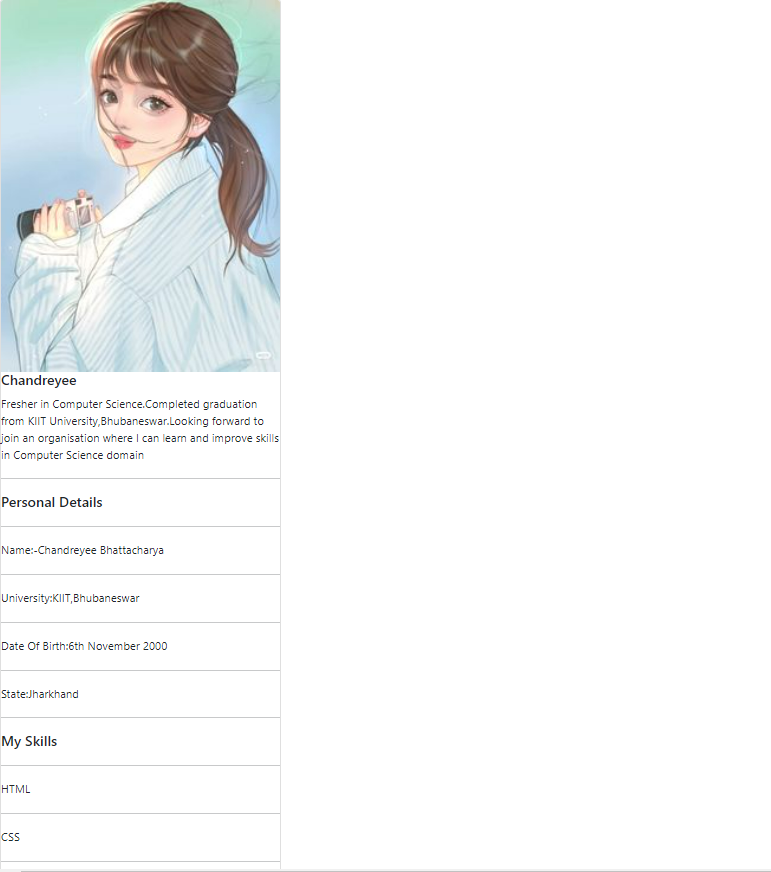 Chandreyee
Fresher in Computer Science.Completed graduation
from KIIT University,Bhubaneswar.Looking forward to
join an organisation where I can learn and improve skills
in Computer Science domain
Personal Details
Name:-Chandreyee Bhattacharya
University:KIIT,Bhubaneswar
Date Of Birth:6th November 2000
State:Jharkhand
My Skills
HTML
CSS